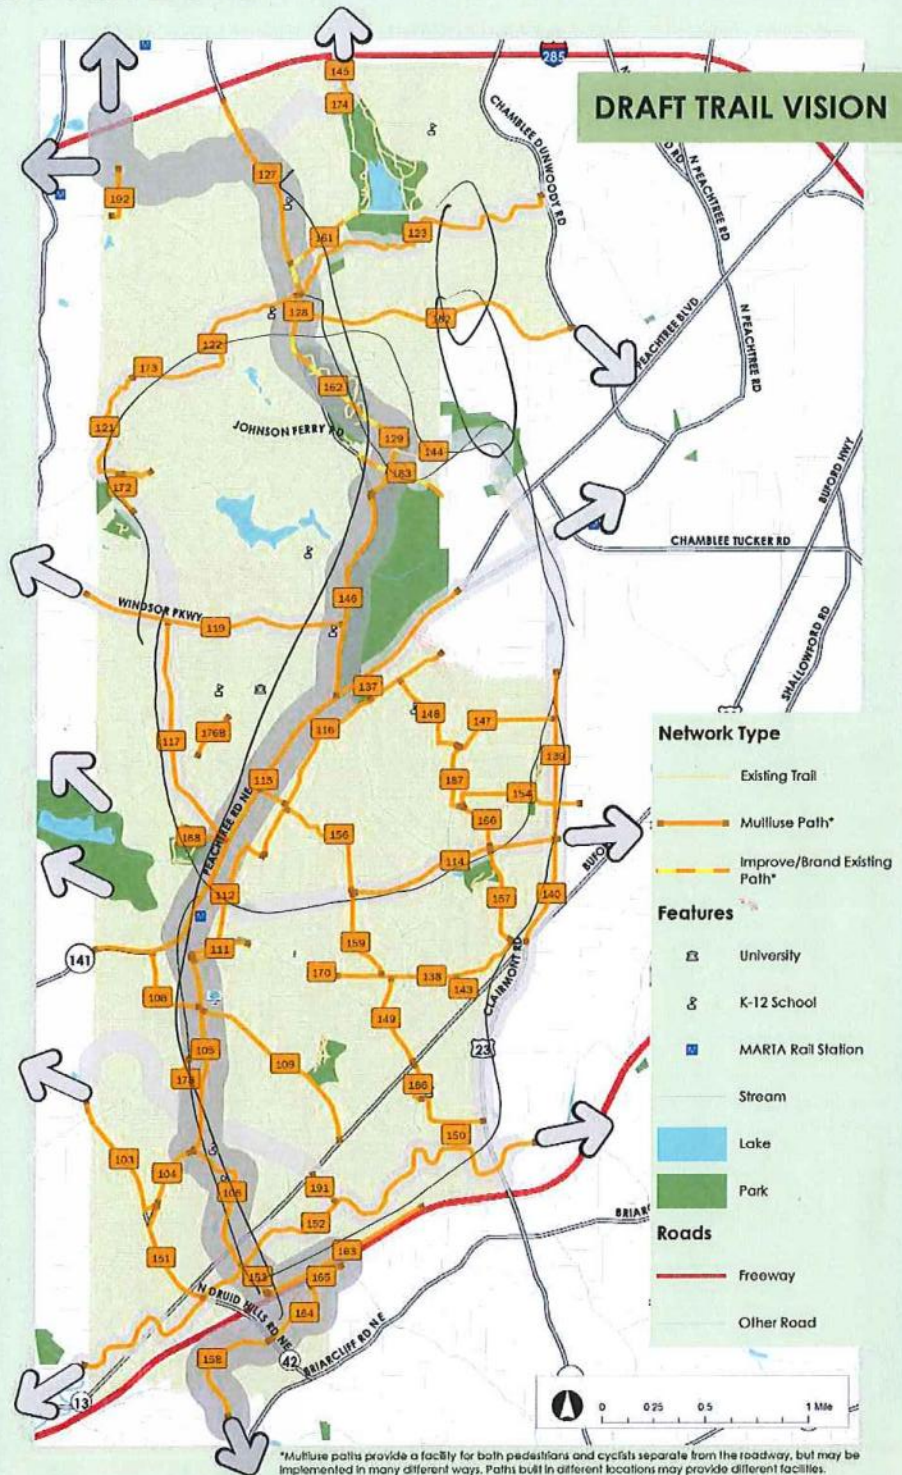 285
DRAFT TRAIL VISION
145
174
CHAMBLEE DUNWOODY RD
N PEACHTREE RD
127
192
161
123
128
182
PEACHTREE BLVD
N PEACHTREE RD
122
173
162
121
JOHNSON FERRY RD
129
144
183
172
BUFORD HWY
CHAMBLEE TUCKER RD
146
WINDSOR PKWY
119
SHALLOWFORD RD
137
148
147
116
117
176B
139
115
187
154
PEACHTREE RD NE
166
168
156
114
112
157
140
111
159
141
170
138
143
CLAIRMONT RD
108
149
23
105
109
178
186
150
103
104
191
106
152
151
183
153
165
N DRUID HILLS RD NE
164
158
42
BRIARCLIFF RD NE
13
Network Type
Existing Trail
Multiuse Path*
Improve/Brand Existing
Path*
Features
University
K-12 School
M MARTA Rail Station
Stream
Lake
Park
Roads
Freeway
Other Road
0 0.25 0.5 1 Mile
*Multiuse paths provide a facility for both pedestrians and cyclists separate from the roadway, but may be
implemented in many different ways. Paths built in different locations may provide different facilities.